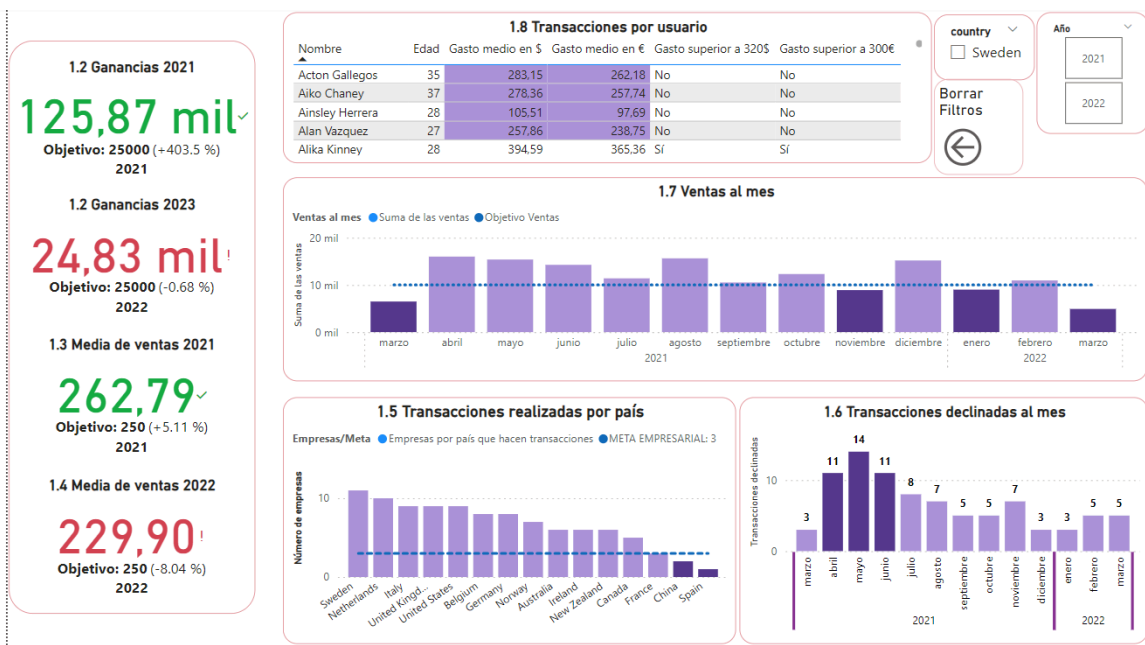 1.2 Ganancias 2021
125,87 mil
Objetivo: 25000 (+403.5 %)
2021
1.2 Ganancias 2023
24,83 mil!
Objetivo: 25000 (-0.68 %)
2022
1.3 Media de ventas 2021
262,79
Objetivo: 250 (+5.11 %)
2021
1.4 Media de ventas 2022
229,90!
Objetivo: 250 (-8.04 %)
2022
1.8 Transacciones por usuario
Nombre Edad Gasto medio en $ Gasto medio en € Gasto superior a 320$ Gasto superior a 300€
Acton Gallegos 35 283,15 262,18 No No
Aiko Chaney 37 278,36 257,74 No No
Ainsley Herrera 28 105,51 97,69 No No
Alan Vazquez 27 257,86 238,75 No No
Alika Kinney 28 394,59 365,36 Sí Sí
country
Sweden
Borrar
Filtros
Año
2021
2022
1.7 Ventas al mes
Ventas al mes Suma de las ventas Objetivo Ventas
Suma de las ventas
20 mil
10 mil
0 mil
marzo abril mayo junio julio agosto septiembre octubre noviembre diciembre enero febrero marzo
2021 2022
1.5 Transacciones realizadas por país
Empresas/Meta Empresas por país que hacen transacciones META EMPRESARIAL: 3
Número de empresas
10
0
Sweden Netherlands Italy United Kingd... United States Belgium Germany Norway Australia Ireland New Zealand Canada France China Spain
1.6 Transacciones declinadas al mes
Transacciones declinadas
10
0
3 11 14 11 8 7 5 5 7 3 3 5 5
marzo abril mayo junio julio agosto septiembre octubre noviembre diciembre enero febrero marzo
2021 2022